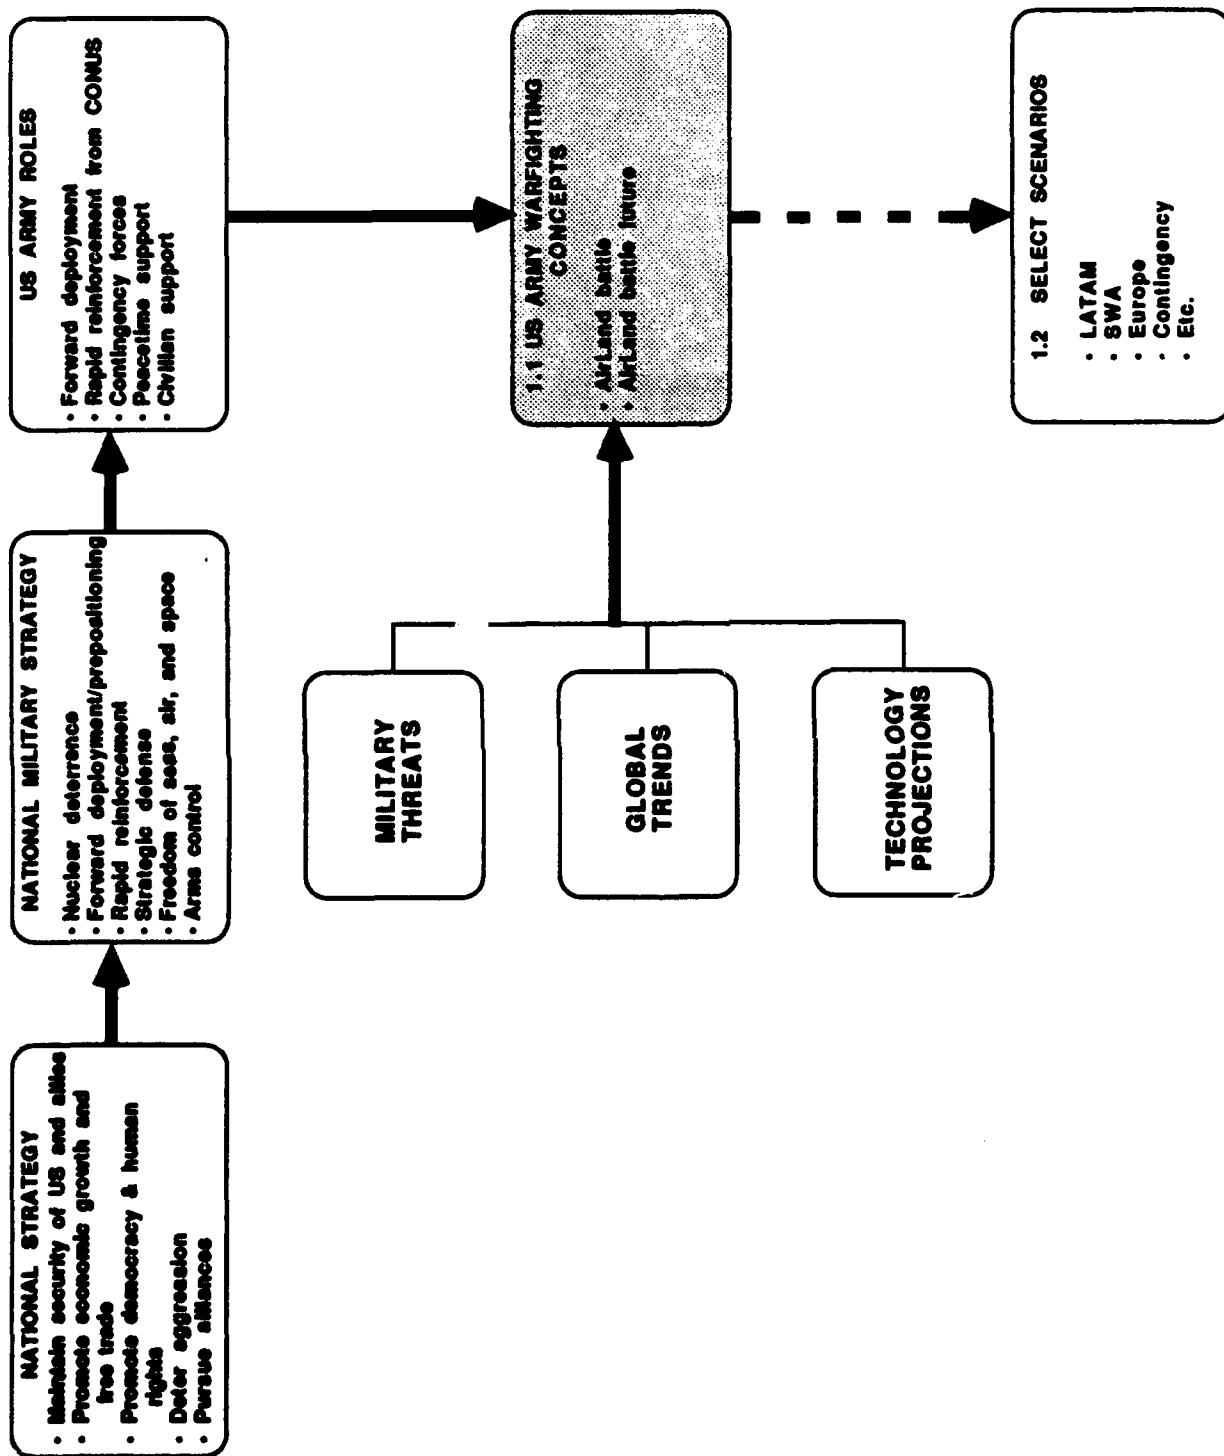 NATIONAL STRATEGY
· Maintain security of US and allies
· Promote economic growth and
free trade
· Promote democracy & human
rights
· Deter aggression
· Pursue alliances
NATIONAL MILITARY STRATEGY
· Nuclear deterrence
· Forward deployment/prepositioning
· Rapid reinforcement
· Strategic defense
· Freedom of seas, air, and space
· Arms control
US ARMY ROLES
· Forward deployment
· Rapid reinforcement from CONUS
· Contingency forces
· Peacetime support
· Civilian support
MILITARY
THREATS
GLOBAL
TRENDS
TECHNOLOGY
PROJECTIONS
1.1 US ARMY WARFIGHTING
CONCEPTS
· AirLand battle
· AirLand battle future
1.2 SELECT SCENARIOS
· LATAM
· SWA
· Europe
· Contingency
· Etc.